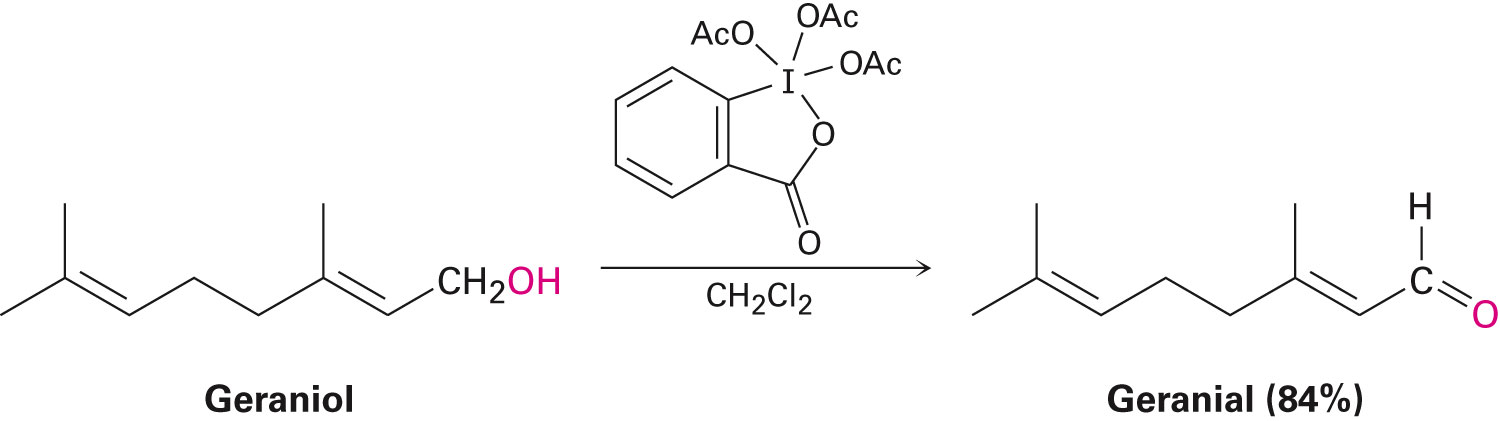 OAc
AcO
OAc
I
O
O
H
CH₂OH
C
O
CH₂Cl₂
Geraniol
Geranial (84%)